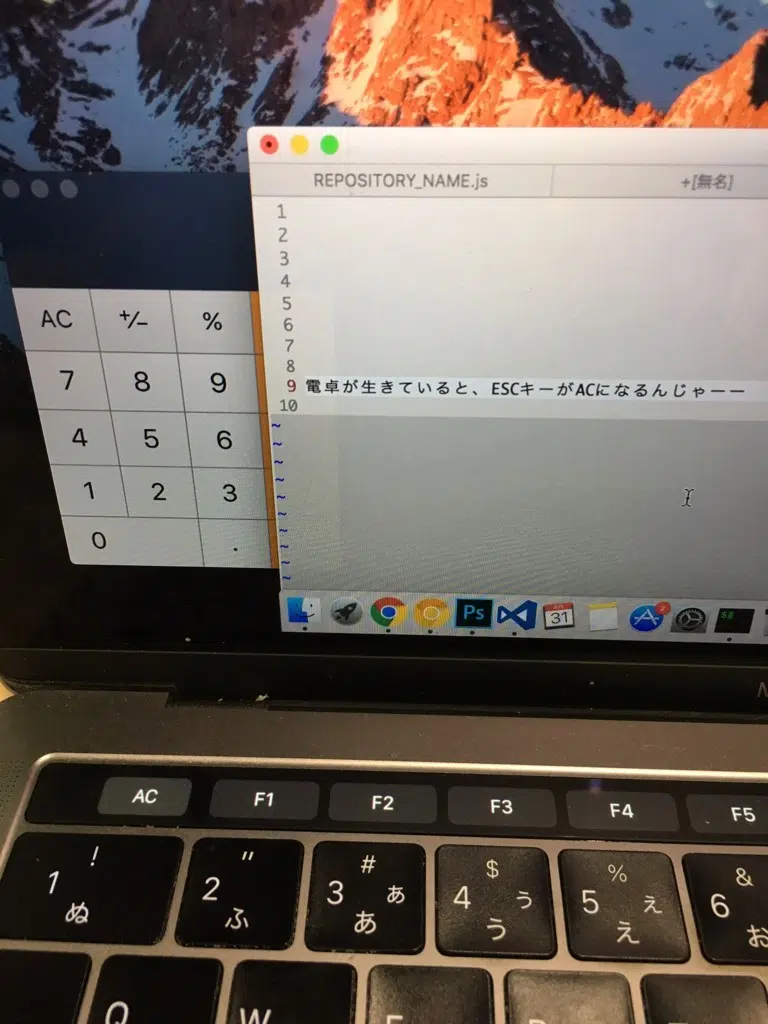 REPOSITORY_NAME.js
+[無名]
1
2
3
4
5
6
7
8
9 電卓が生きていると、ESCキーがACになるんじゃーー
10
~
~
~
~
~
~
~
~
~
AC +/− %
7 8 9
4 5 6
1 2 3
0 .
Ps
31
2
AC F1 F2 F3 F4 F5
! " # $ % &
1 2 3 ぁ 4 ぅ 5 ぇ 6
ぬ ふ あ う え お
Q W